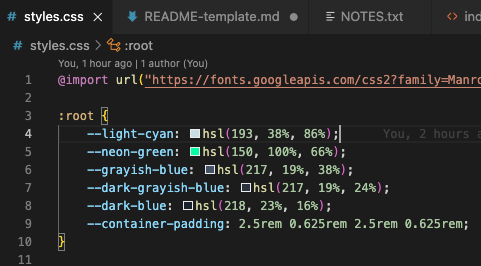 styles.css README-template.md NOTES.txt
# styles.css > :root
You, 1 hour ago | 1 author (You)
1 @import url("https://fonts.googleapis.com/css2?family=Manro
2
3 :root {
4 --light-cyan: hsl(193, 38%, 86%); You, 2 hours a
5 --neon-green: hsl(150, 100%, 66%);
6 --grayish-blue: hsl(217, 19%, 38%);
7 --dark-grayish-blue: hsl(217, 19%, 24%);
8 --dark-blue: hsl(218, 23%, 16%);
9 --container-padding: 2.5rem 0.625rem 2.5rem 0.625rem;
10 }
11